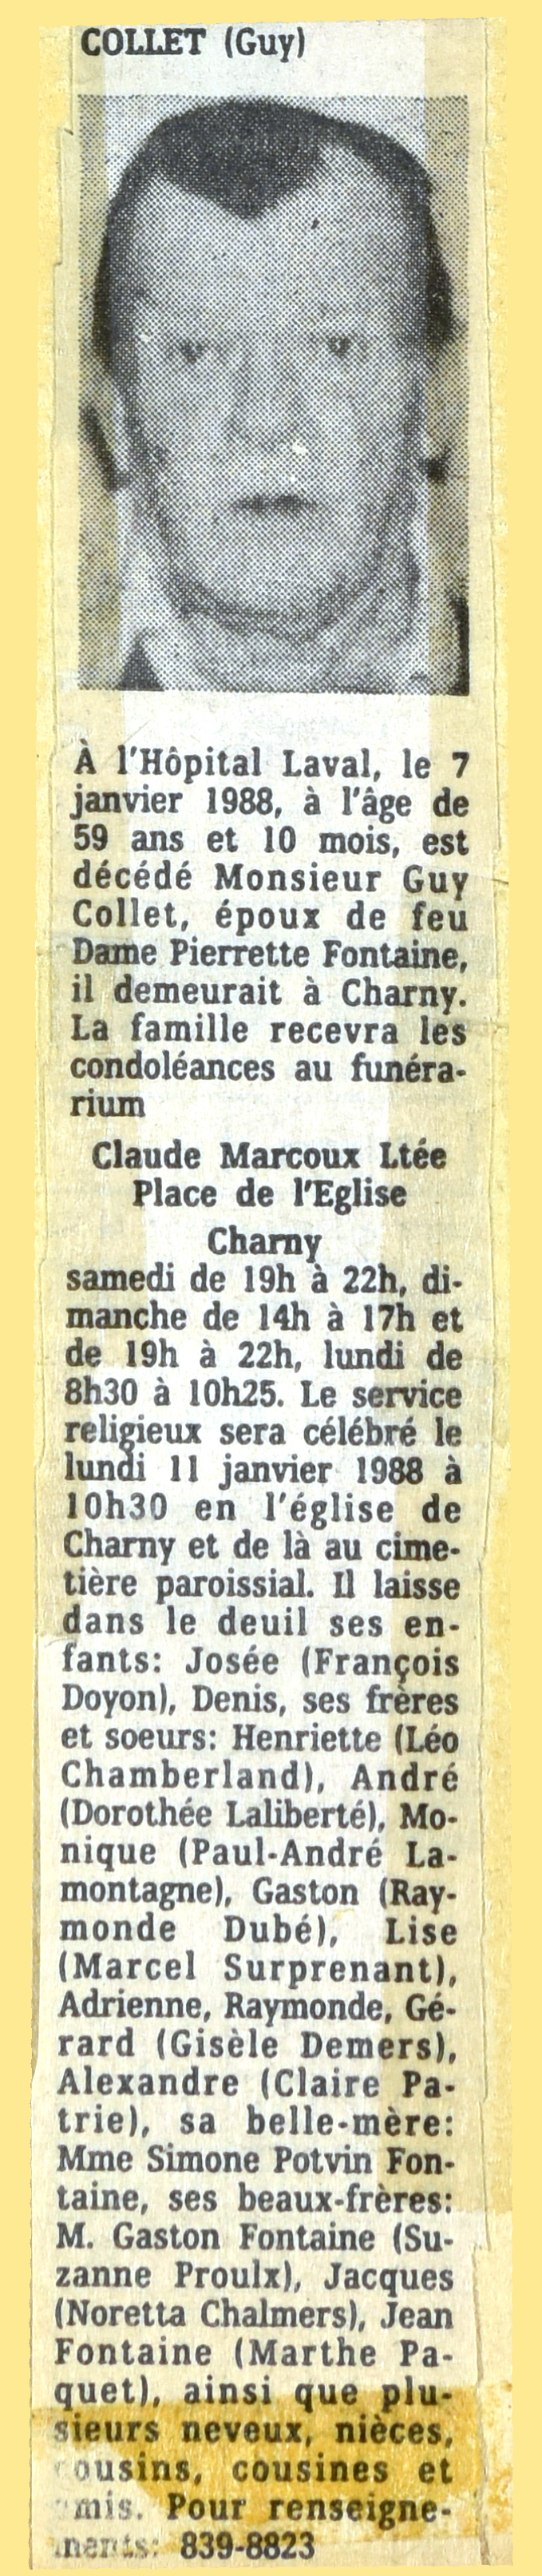 COLLET (Guy)
À l'Hôpital Laval, le 7
janvier 1988, à l'âge de
59 ans et 10 mois, est
décédé Monsieur Guy
Collet, époux de feu
Dame Pierrette Fontaine,
il demeurait à Charny.
La famille recevra les
condoléances au funéra-
rium
Claude Marcoux Ltée
Place de l'Eglise
Charny
samedi de 19h à 22h, di-
manche de 14h à 17h et
de 19h à 22h, lundi de
8h30 à 10h25. Le service
religieux sera célébré le
lundi 11 janvier 1988 à
10h30 en l'église de
Charny et de là au cime-
tière paroissial. Il laisse
dans le deuil ses en-
fants: Josée (François
Doyon), Denis, ses frères
et soeurs: Henriette (Léo
Chamberland), André
(Dorothée Laliberté), Mo-
nique (Paul-André La-
montagne), Gaston (Ray-
monde Dubé), Lise
(Marcel Surprenant),
Adrienne, Raymonde, Gé-
rard (Gisèle Demers),
Alexandre (Claire Pa-
trie), sa belle-mère:
Mme Simone Potvin Fon-
taine, ses beaux-frères:
M. Gaston Fontaine (Su-
zanne Proulx), Jacques
(Noretta Chalmers), Jean
Fontaine (Marthe Pa-
quet), ainsi que plu-
sieurs neveux, nièces,
cousins, cousines et
amis. Pour renseigne-
ments: 839-8823